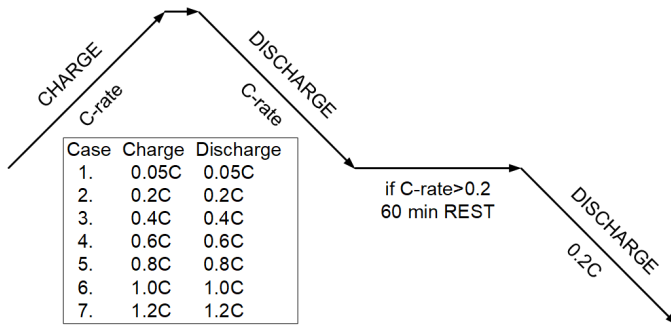 CHARGE
C-rate
DISCHARGE
C-rate
Case Charge Discharge
1. 0.05C 0.05C
2. 0.2C 0.2C
3. 0.4C 0.4C
4. 0.6C 0.6C
5. 0.8C 0.8C
6. 1.0C 1.0C
7. 1.2C 1.2C
if C-rate>0.2
60 min REST
DISCHARGE
0.2C